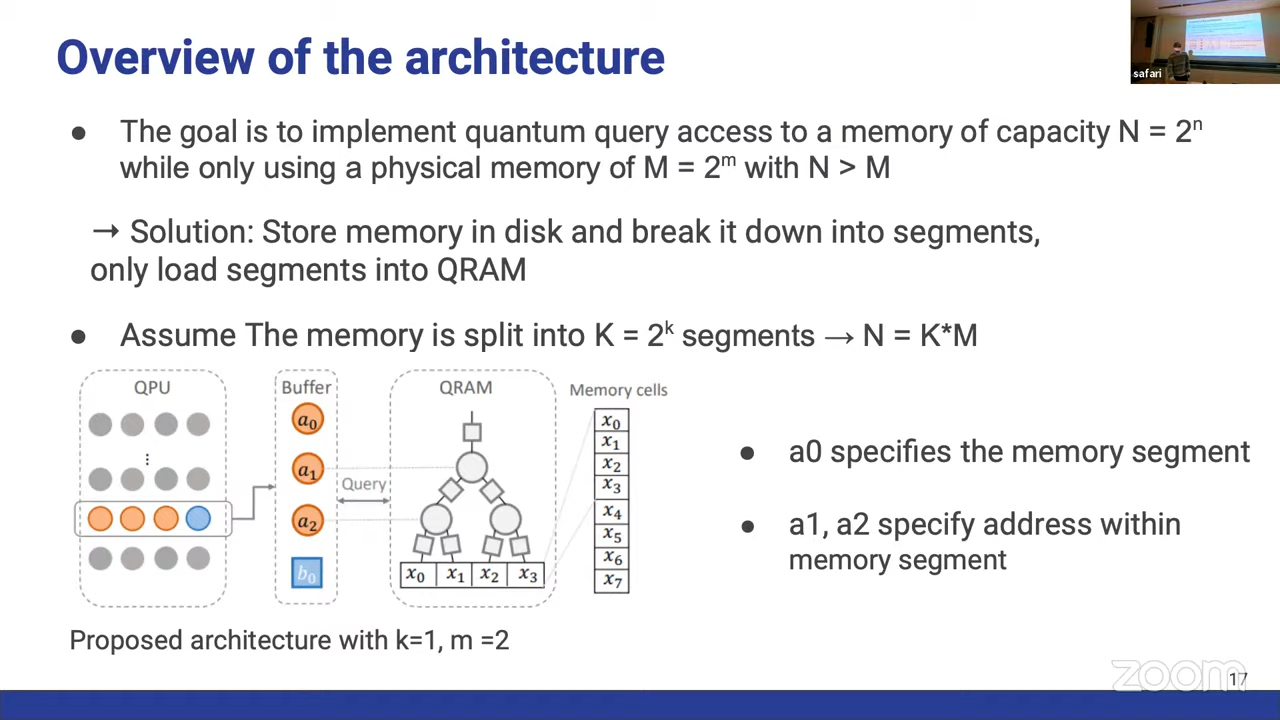 Overview of the architecture
safari
● The goal is to implement quantum query access to a memory of capacity N = 2ⁿ
while only using a physical memory of M = 2ᵐ with N > M
→ Solution: Store memory in disk and break it down into segments,
only load segments into QRAM
● Assume The memory is split into K = 2ᵏ segments → N = K*M
QPU
Buffer
QRAM
Memory cells
⋮
a₀
a₁
a₂
b₀
Query
x₀ x₁ x₂ x₃
x₀
x₁
x₂
x₃
x₄
x₅
x₆
x₇
● a0 specifies the memory segment
● a1, a2 specify address within
memory segment
Proposed architecture with k=1, m =2
zoom
17